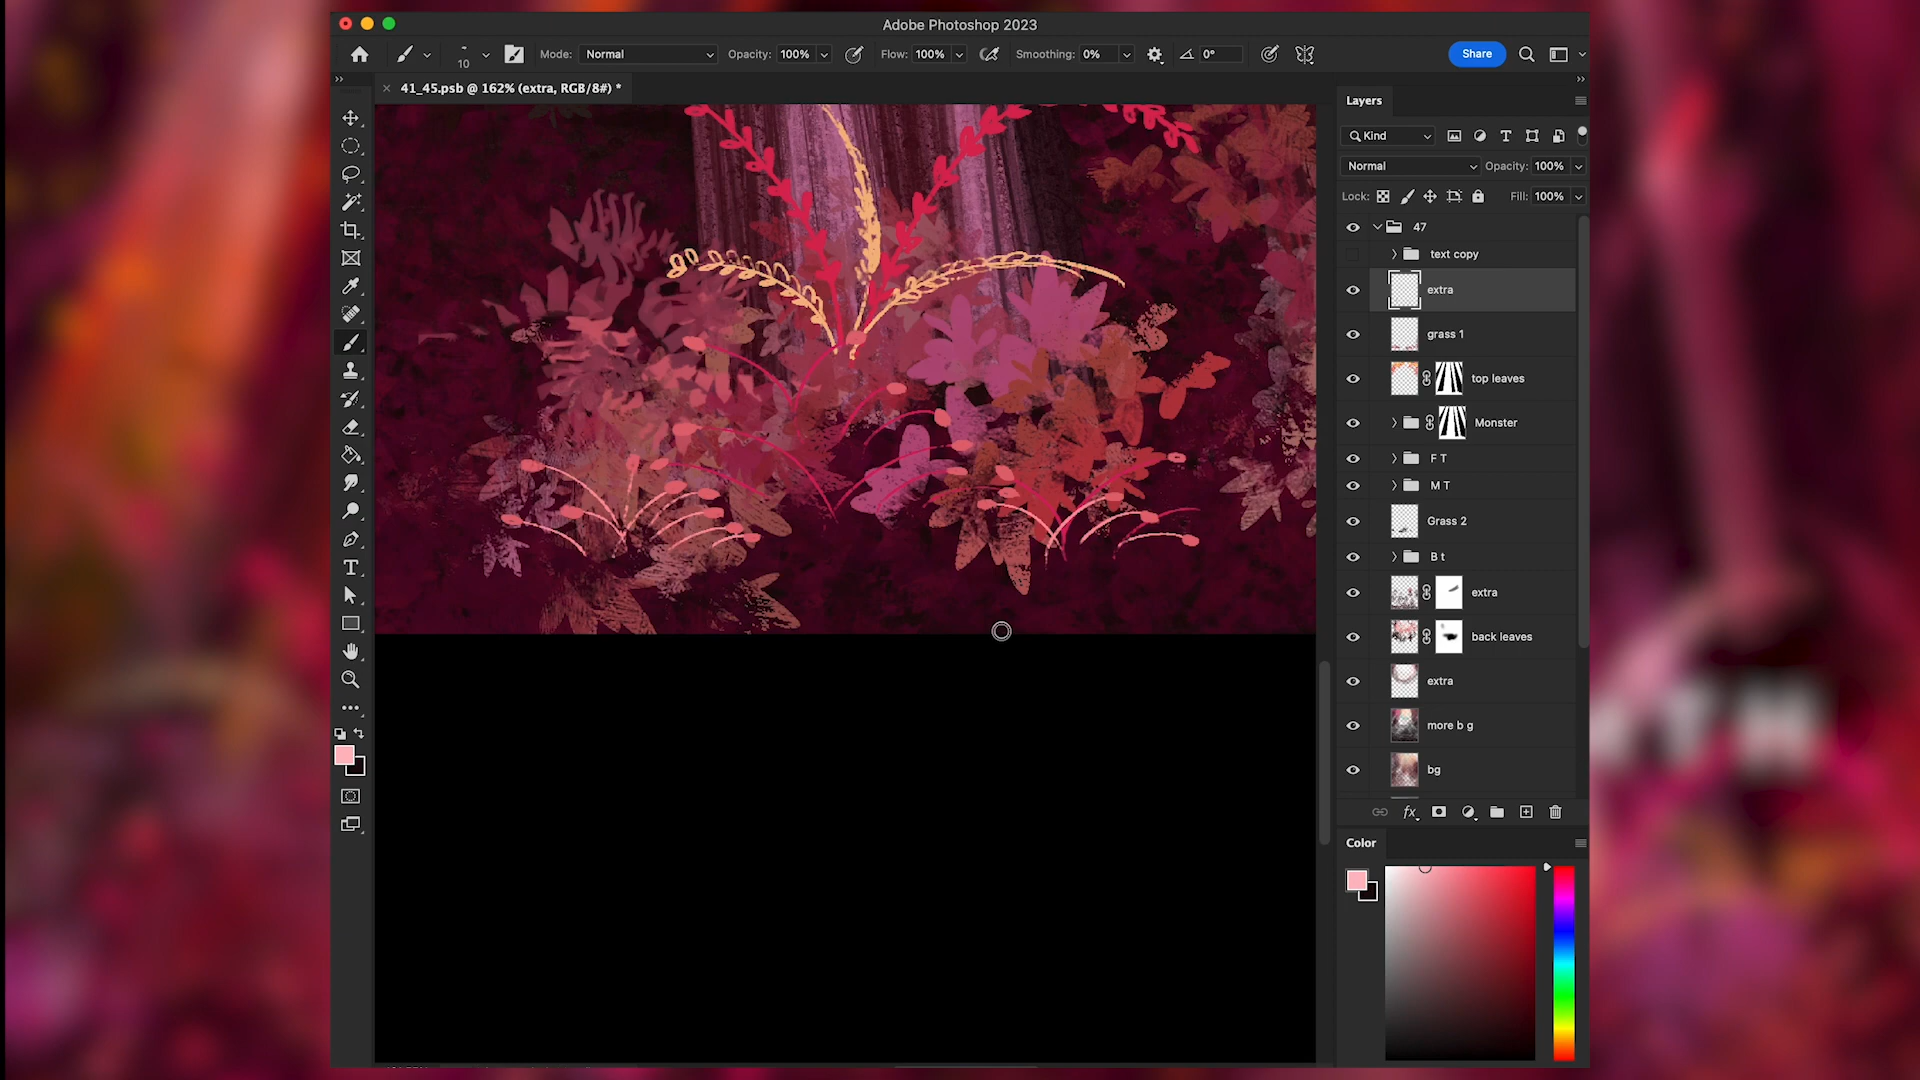 Adobe Photoshop 2023
10
Mode: Normal
Opacity: 100%
Flow: 100%
Smoothing: 0%
0°
Share
41_45.psb @ 162% (extra, RGB/8#) *
Layers
Kind
Normal
Opacity: 100%
Lock:
Fill: 100%
47
text copy
extra
grass 1
top leaves
Monster
F T
M T
Grass 2
B t
extra
back leaves
extra
more b g
bg
fx
Color